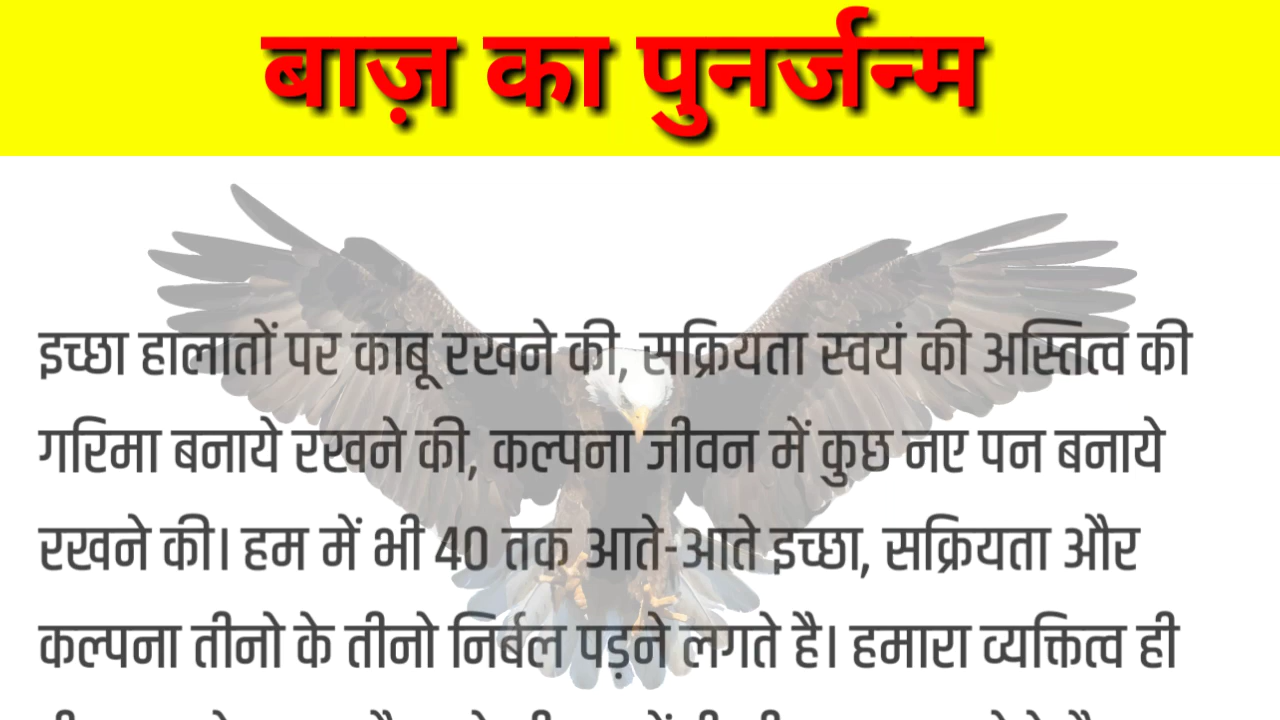 बाज़ का पुनर्जन्म
इच्छा हालातों पर काबू रखने की, सक्रियता स्वयं की अस्तित्व की
गरिमा बनाये रखने की, कल्पना जीवन में कुछ नए पन बनाये
रखने की। हम में भी 40 तक आते-आते इच्छा, सक्रियता और
कल्पना तीनो के तीनो निर्बल पड़ने लगते है। हमारा व्यक्तित्व ही